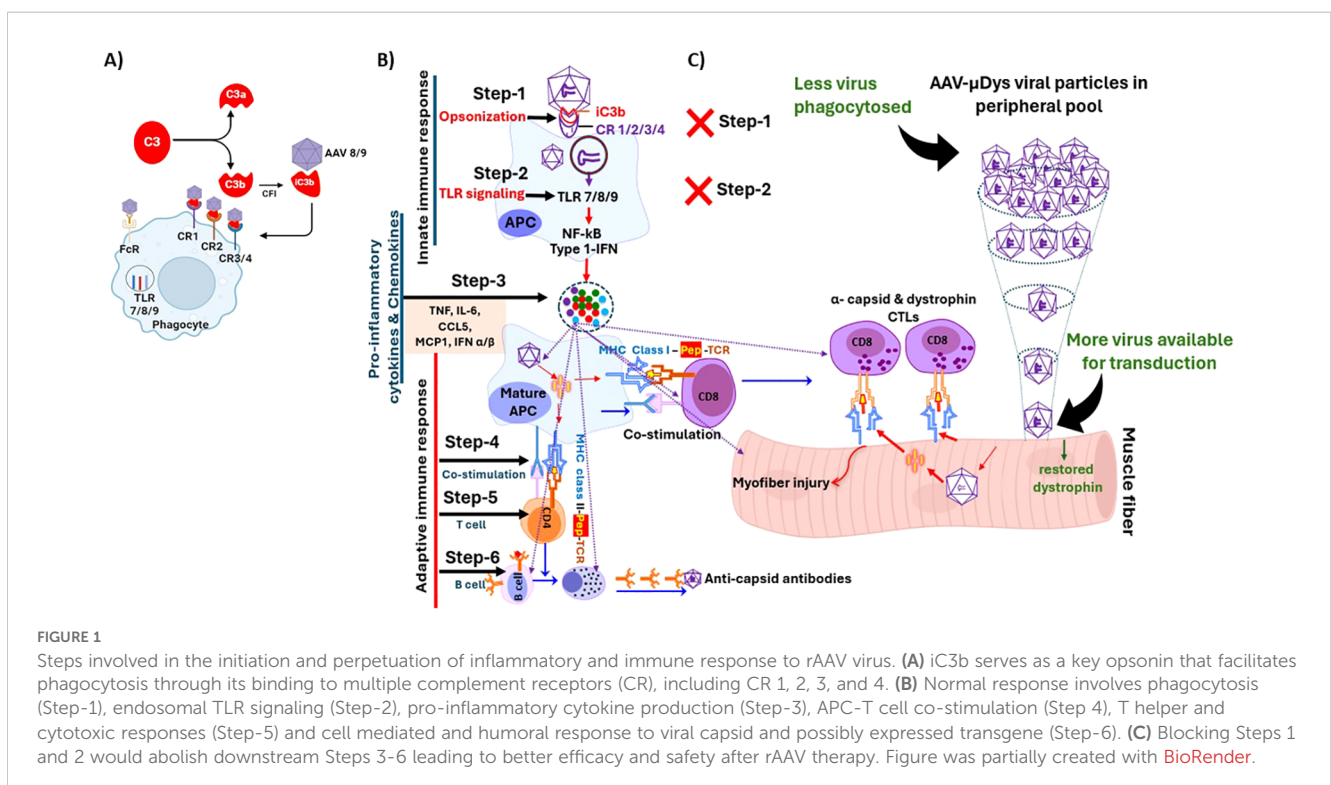 A)
C3a
C3
C3b
CFI
iC3b
AAV 8/9
FcR
CR1
CR2
CR3/4
TLR
7/8/9
Phagocyte
B)
Innate immune response
Step-1
Opsonization
iC3b
CR 1/2/3/4
Step-2
TLR signaling
TLR 7/8/9
APC
NF-kB
Type 1-IFN
Pro-inflammatory
cytokines & Chemokines
Step-3
TNF, IL-6,
CCL5,
MCP1, IFN α/β
Adaptive immune response
Mature
APC
MHC Class I – Pep -TCR
CD8
Co-stimulation
Step-4
Co-stimulation
Step-5
T cell
CD4
MHC class II-Pep-TCR
Step-6
B cell
B cell
Anti-capsid antibodies
C)
Step-1
Step-2
Less virus
phagocytosed
AAV-µDys viral particles in
peripheral pool
α- capsid & dystrophin
CTLs
CD8
CD8
More virus available
for transduction
Myofiber injury
restored
dystrophin
Muscle fiber
FIGURE 1
Steps involved in the initiation and perpetuation of inflammatory and immune response to rAAV virus. (A) iC3b serves as a key opsonin that facilitates
phagocytosis through its binding to multiple complement receptors (CR), including CR 1, 2, 3, and 4. (B) Normal response involves phagocytosis
(Step-1), endosomal TLR signaling (Step-2), pro-inflammatory cytokine production (Step-3), APC-T cell co-stimulation (Step 4), T helper and
cytotoxic responses (Step-5) and cell mediated and humoral response to viral capsid and possibly expressed transgene (Step-6). (C) Blocking Steps 1
and 2 would abolish downstream Steps 3-6 leading to better efficacy and safety after rAAV therapy. Figure was partially created with BioRender.